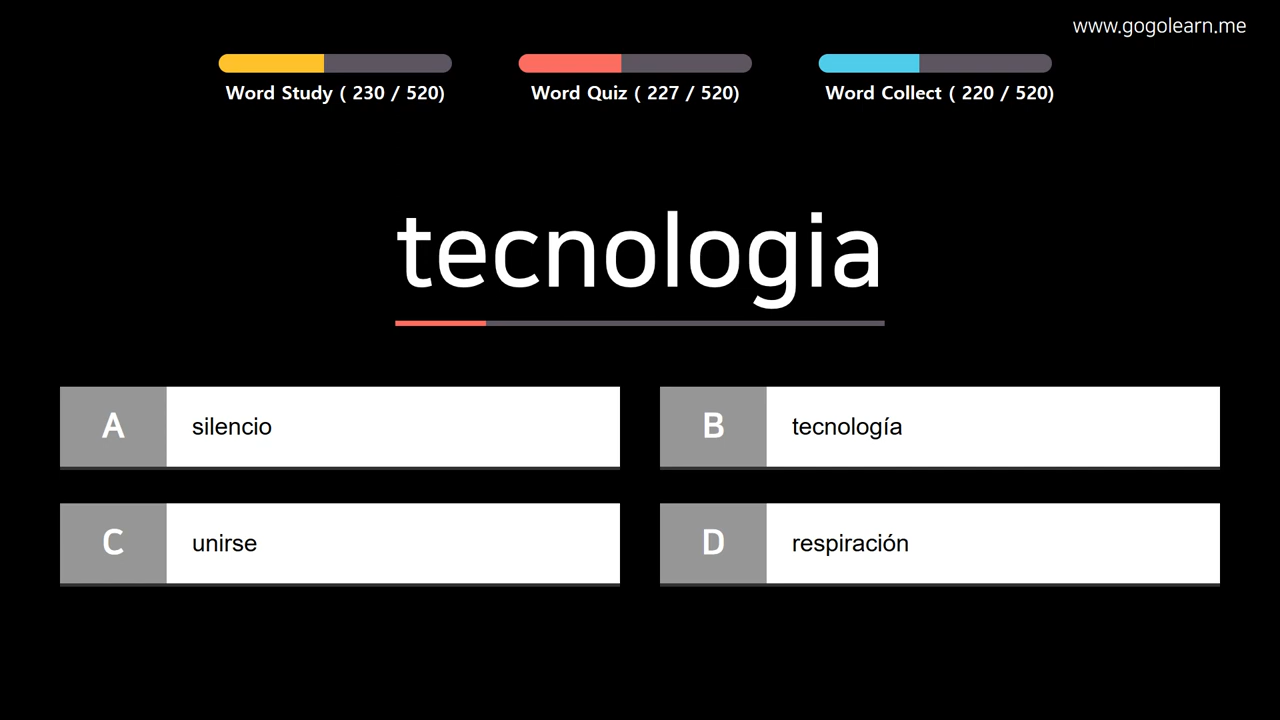 www.gogolearn.me
Word Study ( 230 / 520)
Word Quiz ( 227 / 520)
Word Collect ( 220 / 520)
tecnologia
A silencio
B tecnología
C unirse
D respiración